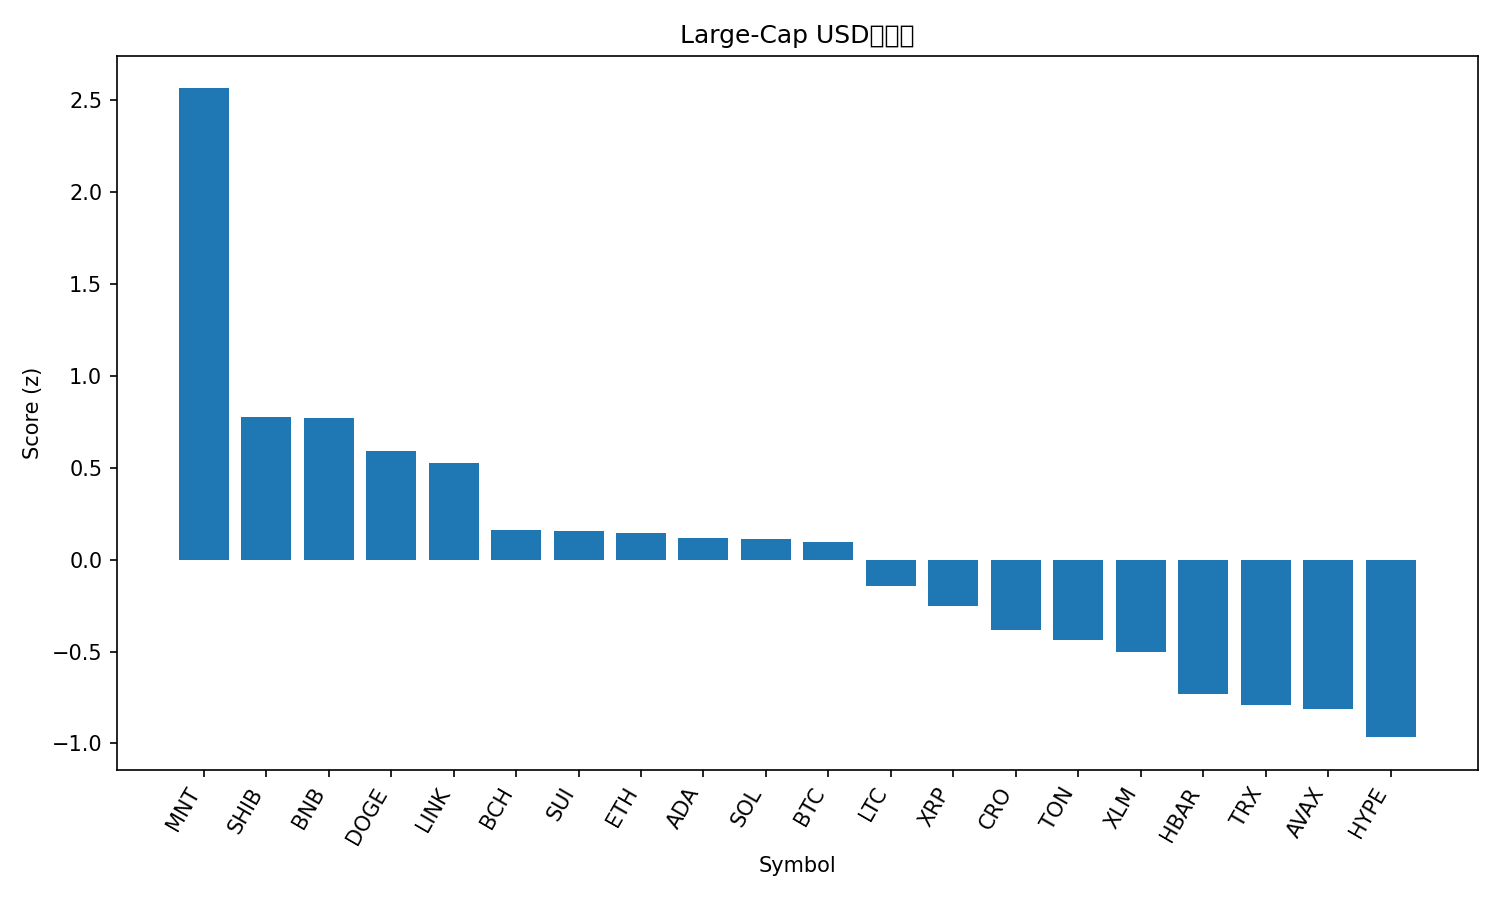 Large-Cap USD
Score (z)
2.5
2.0
1.5
1.0
0.5
0.0
−0.5
−1.0
MNT
SHIB
BNB
DOGE
LINK
BCH
SUI
ETH
ADA
SOL
BTC
LTC
XRP
CRO
TON
XLM
HBAR
TRX
AVAX
HYPE
Symbol